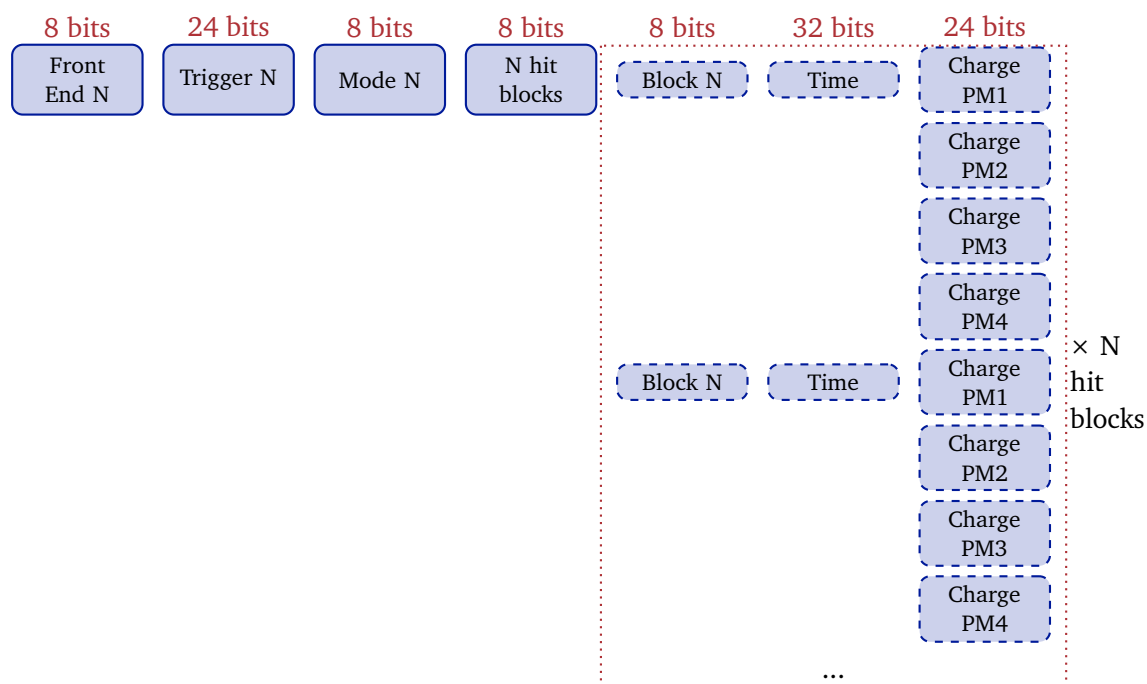 8 bits 24 bits 8 bits 8 bits 8 bits 32 bits 24 bits
Front
End N
Trigger N
Mode N
N hit
blocks
Block N
Time
Charge
PM1
Charge
PM2
Charge
PM3
Charge
PM4
Block N
Time
Charge
PM1
Charge
PM2
Charge
PM3
Charge
PM4
...
× N
hit
blocks